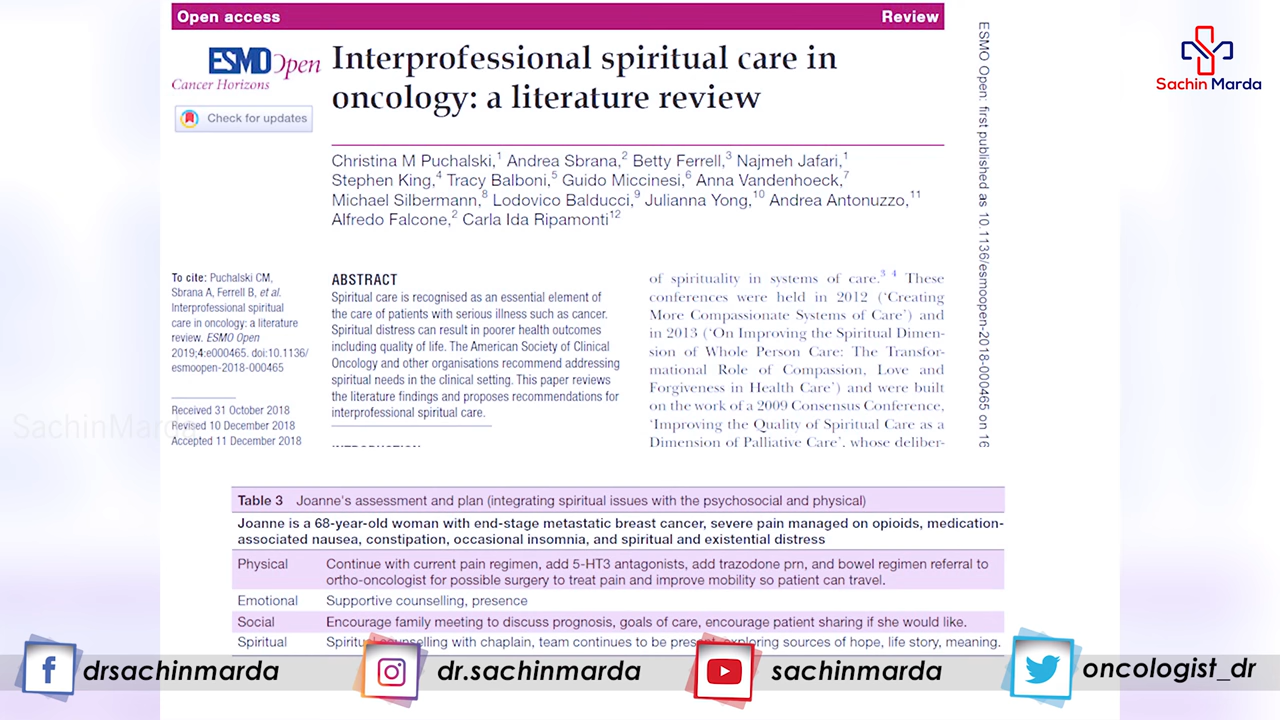 Open access
Review
ESMO Open
Cancer Horizons
Check for updates
Interprofessional spiritual care in
oncology: a literature review
Christina M Puchalski,1 Andrea Sbrana,2 Betty Ferrell,3 Najmeh Jafari,1
Stephen King,4 Tracy Balboni,5 Guido Miccinesi,6 Anna Vandenhoeck,7
Michael Silbermann,8 Lodovico Balducci,9 Julianna Yong,10 Andrea Antonuzzo,11
Alfredo Falcone,2 Carla Ida Ripamonti12
To cite: Puchalski CM,
Sbrana A, Ferrell B, et al.
Interprofessional spiritual
care in oncology: a literature
review. ESMO Open
2019;4:e000465. doi:10.1136/
esmoopen-2018-000465
Received 31 October 2018
Revised 10 December 2018
Accepted 11 December 2018
ABSTRACT
Spiritual care is recognised as an essential element of
the care of patients with serious illness such as cancer.
Spiritual distress can result in poorer health outcomes
including quality of life. The American Society of Clinical
Oncology and other organisations recommend addressing
spiritual needs in the clinical setting. This paper reviews
the literature findings and proposes recommendations for
interprofessional spiritual care.
of spirituality in systems of care.3 4 These
conferences were held in 2012 ('Creating
More Compassionate Systems of Care') and
in 2013 ('On Improving the Spiritual Dimen-
sion of Whole Person Care: The Transfor-
mational Role of Compassion, Love and
Forgiveness in Health Care') and were built
on the work of a 2009 Consensus Conference,
'Improving the Quality of Spiritual Care as a
Dimension of Palliative Care', whose deliber-
ESMO Open: first published as 10.1136/esmoopen-2018-000465 on 16
Sachin Marda
SachinMarda
Table 3 Joanne's assessment and plan (integrating spiritual issues with the psychosocial and physical)
Joanne is a 68-year-old woman with end-stage metastatic breast cancer, severe pain managed on opioids, medication-
associated nausea, constipation, occasional insomnia, and spiritual and existential distress
Physical Continue with current pain regimen, add 5-HT3 antagonists, add trazodone prn, and bowel regimen referral to
ortho-oncologist for possible surgery to treat pain and improve mobility so patient can travel.
Emotional Supportive counselling, presence
Social Encourage family meeting to discuss prognosis, goals of care, encourage patient sharing if she would like.
Spiritual Spiritual counselling with chaplain, team continues to be present, exploring sources of hope, life story, meaning.
drsachinmarda
dr.sachinmarda
sachinmarda
oncologist_dr